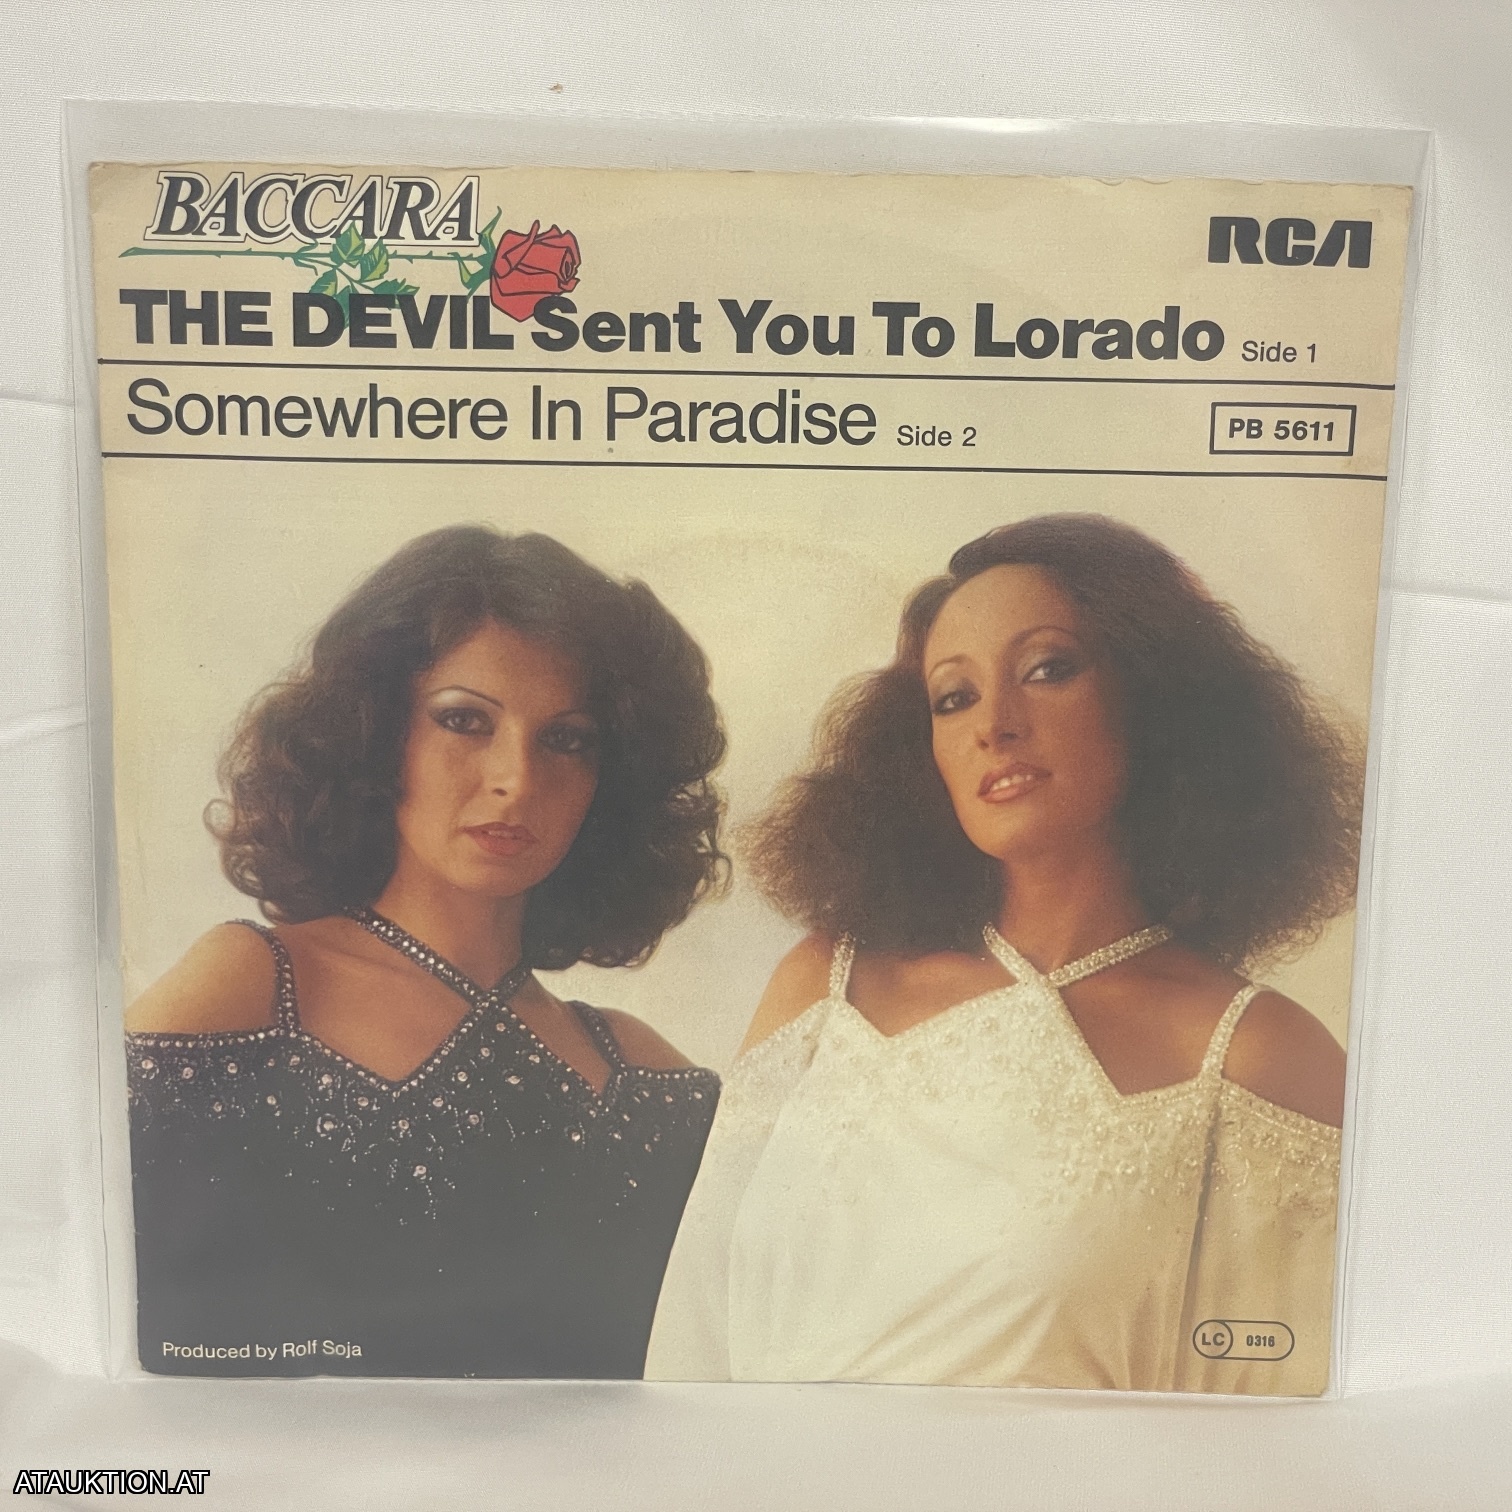 BACCARA
RCA
THE DEVIL Sent You To Lorado Side 1
Somewhere In Paradise Side 2
PB 5611
Produced by Rolf Soja
LC 0316
ATAUKTION.AT